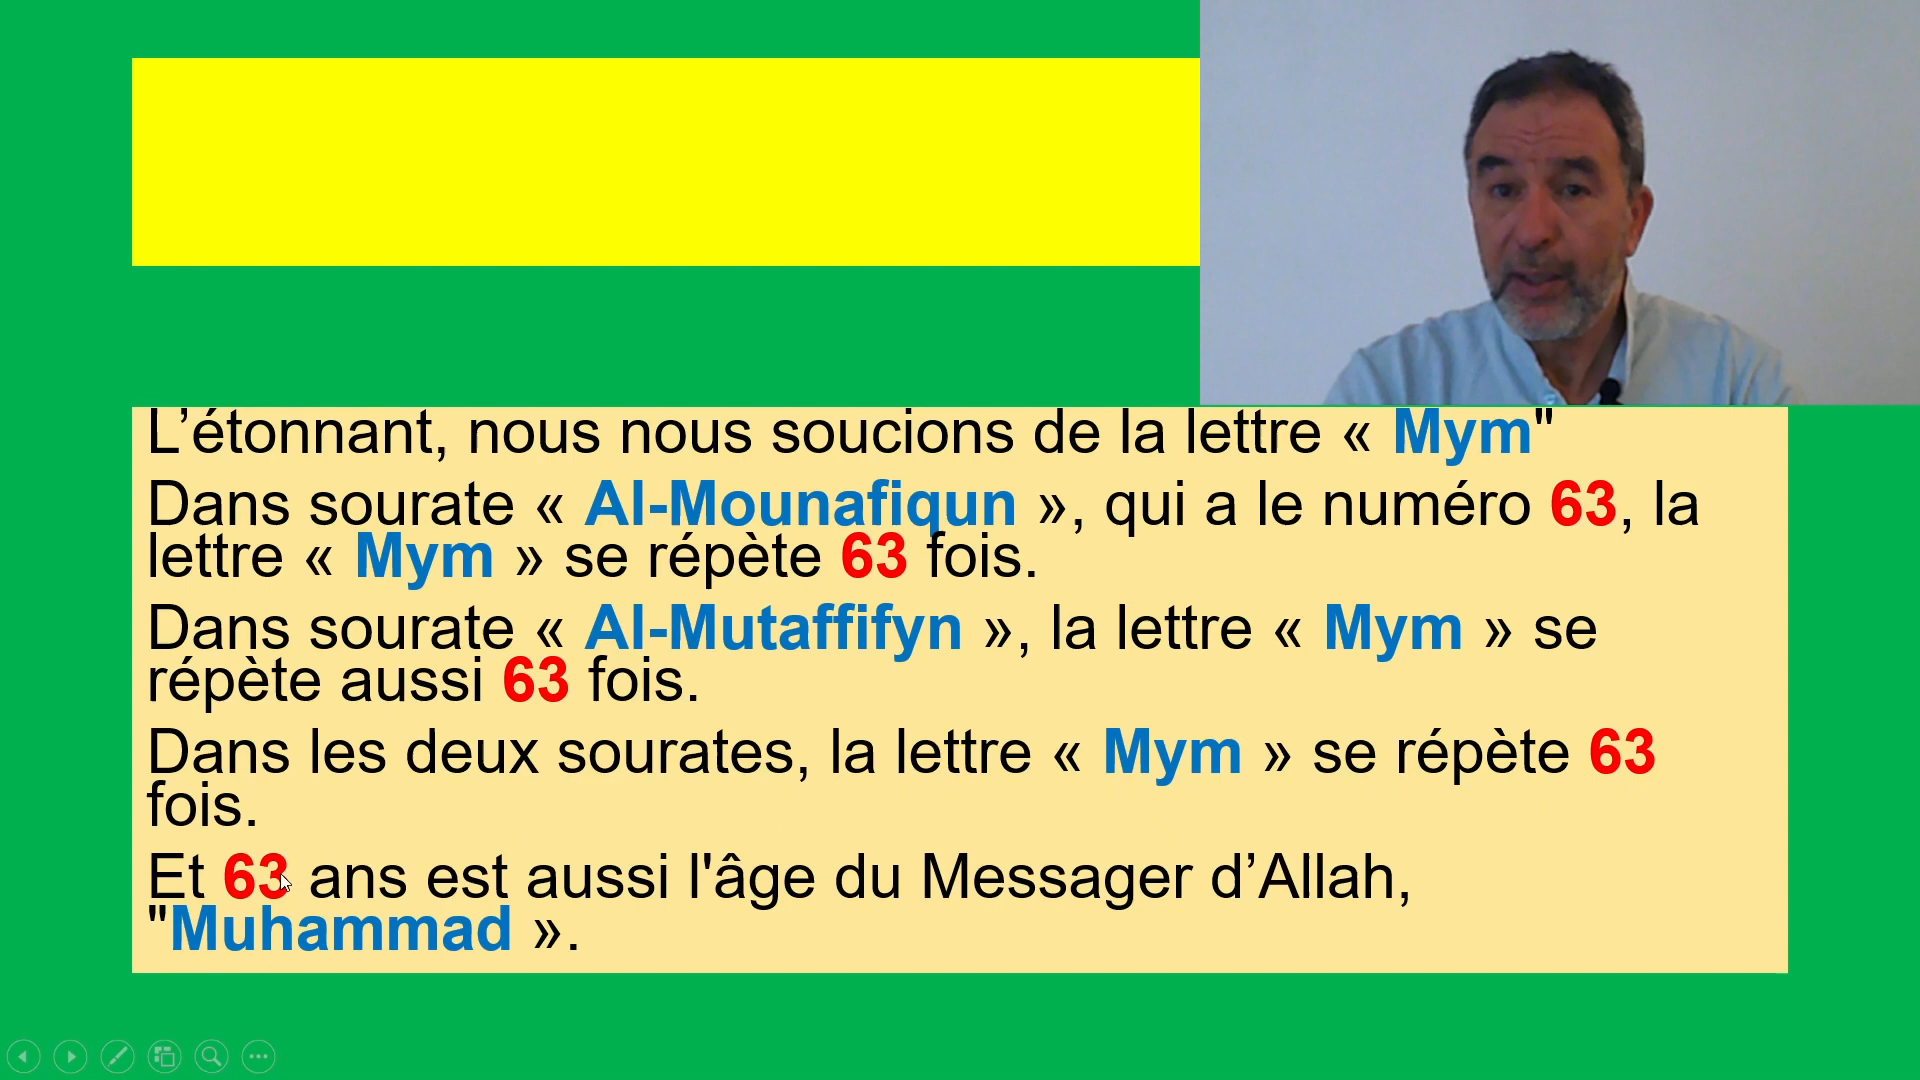 L’étonnant, nous nous soucions de la lettre « Mym"
Dans sourate « Al-Mounafiqun », qui a le numéro 63, la
lettre « Mym » se répète 63 fois.
Dans sourate « Al-Mutaffifyn », la lettre « Mym » se
répète aussi 63 fois.
Dans les deux sourates, la lettre « Mym » se répète 63
fois.
Et 63 ans est aussi l'âge du Messager d’Allah,
"Muhammad ».